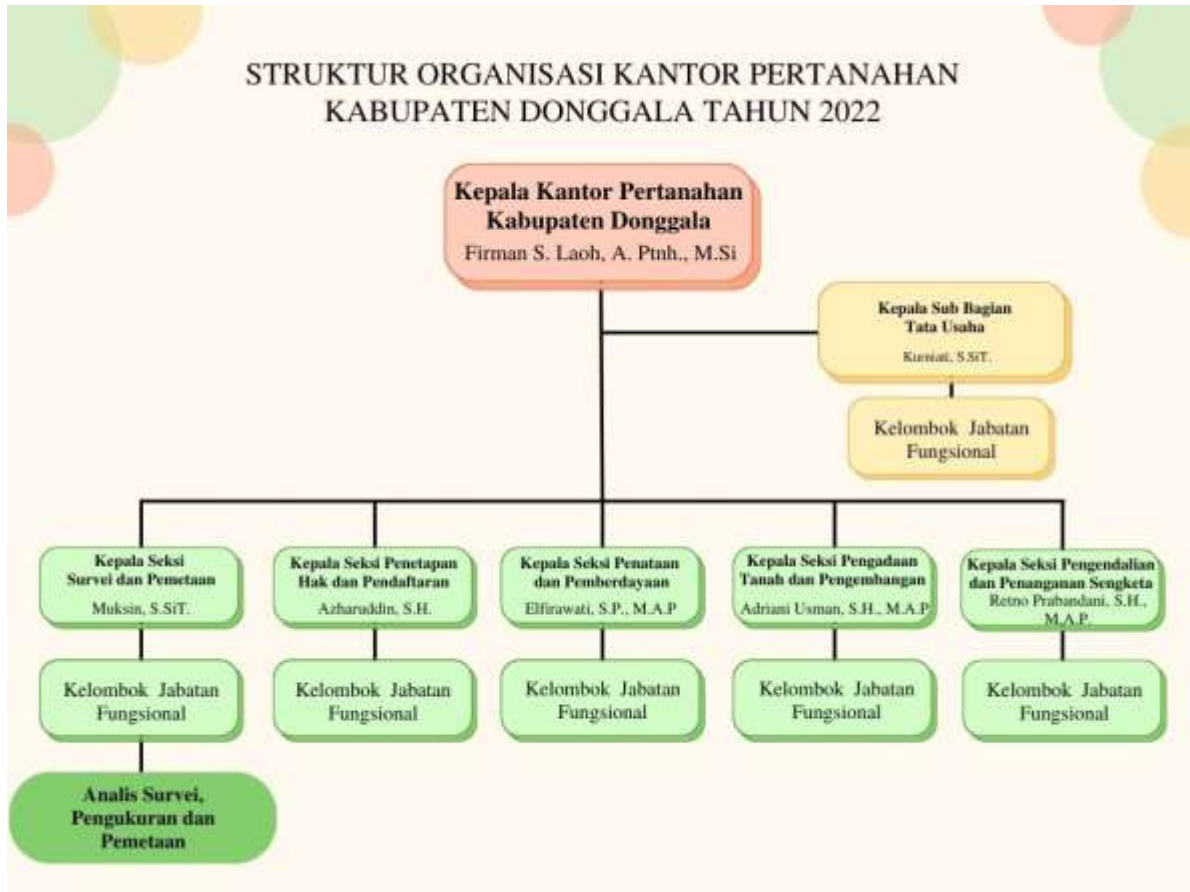 STRUKTUR ORGANISASI KANTOR PERTANAHAN
KABUPATEN DONGGALA TAHUN 2022
Kepala Kantor Pertanahan
Kabupaten Donggala
Firman S. Laoh, A. Ptnh., M.Si
Kepala Sub Bagian
Tata Usaha
Kurniati, S.SiT.
Kelombok Jabatan
Fungsional
Kepala Seksi
Survei dan Pemetaan
Muksin, S.SiT.
Kepala Seksi Penetapan
Hak dan Pendaftaran
Azharuddin, S.H.
Kepala Seksi Penataan
dan Pemberdayaan
Elfirawati, S.P., M.A.P
Kepala Seksi Pengadaan
Tanah dan Pengembangan
Adriani Usman, S.H., M.A.P
Kepala Seksi Pengendalian
dan Penanganan Sengketa
Retno Prabandani, S.H.,
M.A.P.
Kelombok Jabatan
Fungsional
Kelombok Jabatan
Fungsional
Kelombok Jabatan
Fungsional
Kelombok Jabatan
Fungsional
Kelombok Jabatan
Fungsional
Analis Survei,
Pengukuran dan
Pemetaan